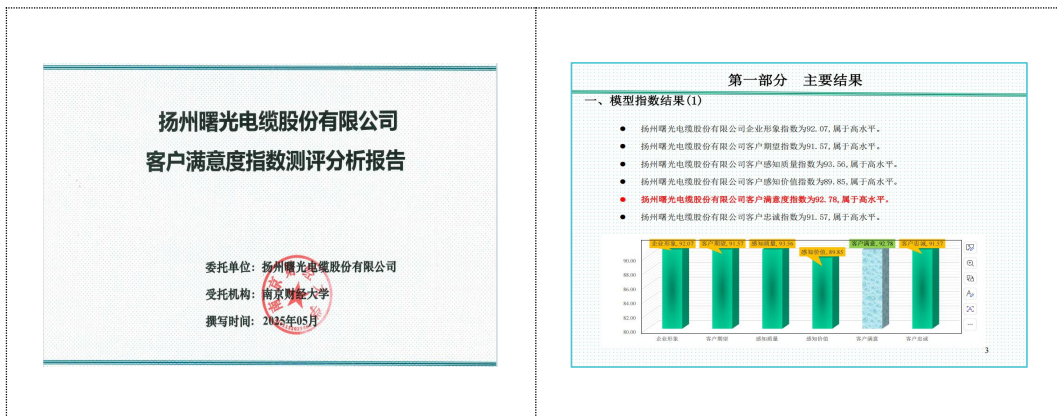 扬州曙光电缆股份有限公司
客户满意度指数测评分析报告
委托单位：扬州曙光电缆股份有限公司
受托机构：南京财经大学
撰写时间：2025年05月
第一部分 主要结果
一、模型指数结果(1)
● 扬州曙光电缆股份有限公司企业形象指数为92.07,属于高水平。
● 扬州曙光电缆股份有限公司客户期望指数为91.57,属于高水平。
● 扬州曙光电缆股份有限公司客户感知质量指数为93.56,属于高水平。
● 扬州曙光电缆股份有限公司客户感知价值指数为89.85,属于高水平。
● 扬州曙光电缆股份有限公司客户满意度指数为92.78,属于高水平。
● 扬州曙光电缆股份有限公司客户忠诚指数为91.57,属于高水平。
企业形象, 92.07 客户期望, 91.57 感知质量, 93.56 感知价值, 89.85 客户满意, 92.78 客户忠诚, 91.57
90.00
88.00
86.00
84.00
82.00
80.00
企业形象 客户期望 感知质量 感知价值 客户满意 客户忠诚
3